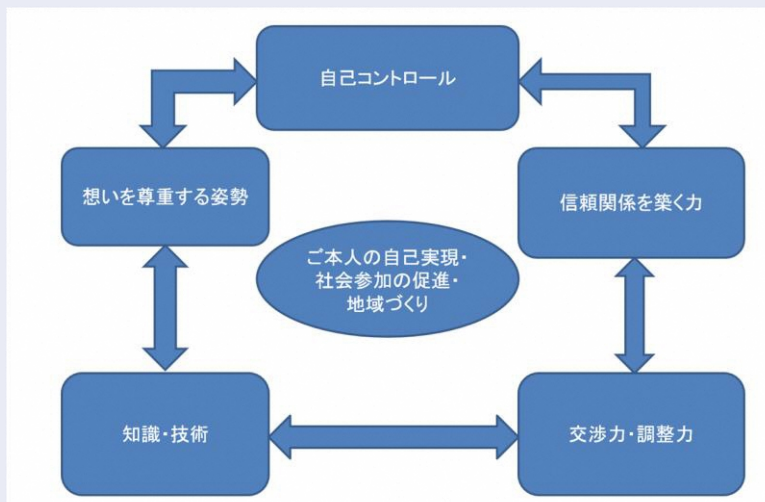 自己コントロール
想いを尊重する姿勢
信頼関係を築く力
ご本人の自己実現・
社会参加の促進・
地域づくり
知識・技術
交渉力・調整力